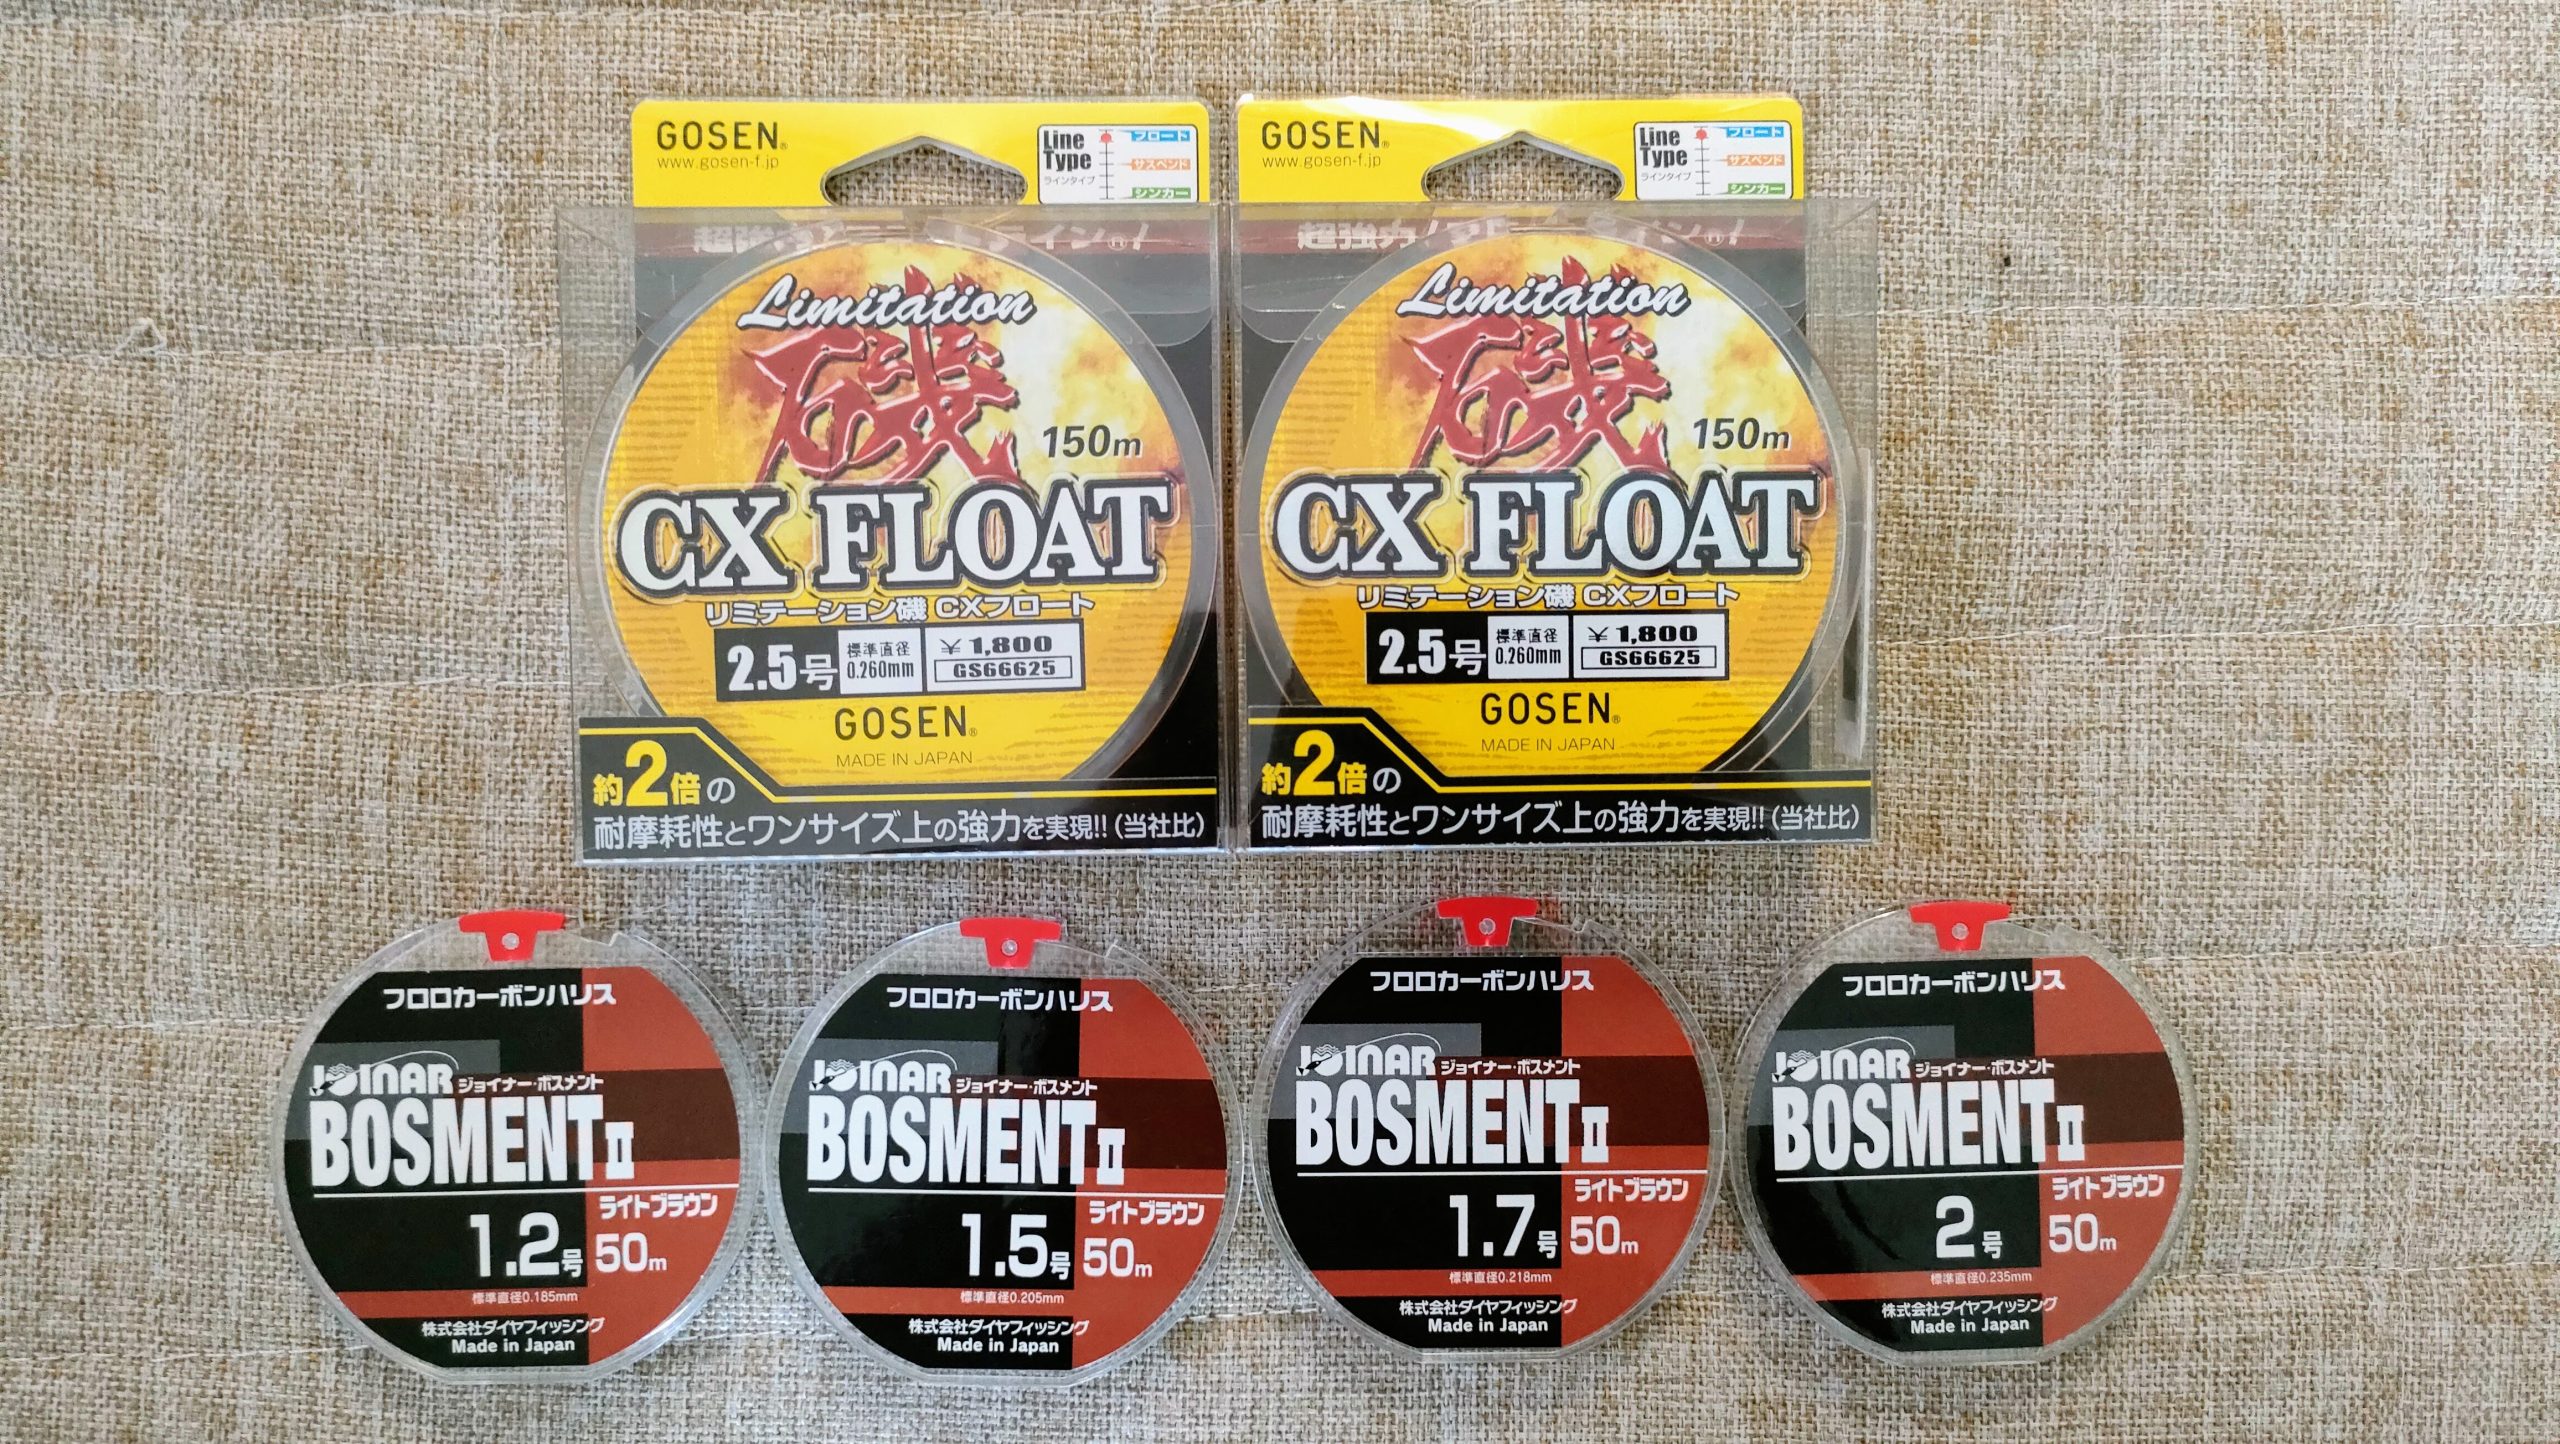 GOSEN®
www.gosen-f.jp
Line
Type
ラインタイプ
フロート
サスペンド
シンカー
Limitation
磯
150m
CX FLOAT
リミテーション磯 CXフロート
2.5号
標準直径
0.260mm
¥1,800
GS66625
GOSEN®
MADE IN JAPAN
約2倍の
耐摩耗性とワンサイズ上の強力を実現!!(当社比)
GOSEN®
www.gosen-f.jp
Line
Type
ラインタイプ
フロート
サスペンド
シンカー
超強力
Limitation
磯
150m
CX FLOAT
リミテーション磯 CXフロート
2.5号
標準直径
0.260mm
¥1,800
GS66625
GOSEN®
MADE IN JAPAN
約2倍の
耐摩耗性とワンサイズ上の強力を実現!!(当社比)
フロロカーボンハリス
JOINAR ジョイナー・ボスメント
BOSMENT II
ライトブラウン
1.2号 50m
標準直径0.185mm
株式会社ダイヤフィッシング
Made in Japan
フロロカーボンハリス
JOINAR ジョイナー・ボスメント
BOSMENT II
ライトブラウン
1.5号 50m
標準直径0.205mm
株式会社ダイヤフィッシング
Made in Japan
フロロカーボンハリス
JOINAR ジョイナー・ボスメント
BOSMENT II
ライトブラウン
1.7号 50m
標準直径0.218mm
株式会社ダイヤフィッシング
Made in Japan
フロロカーボンハリス
JOINAR ジョイナー・ボスメント
BOSMENT II
ライトブラウン
2号 50m
標準直径0.235mm
株式会社ダイヤフィッシング
Made in Japan